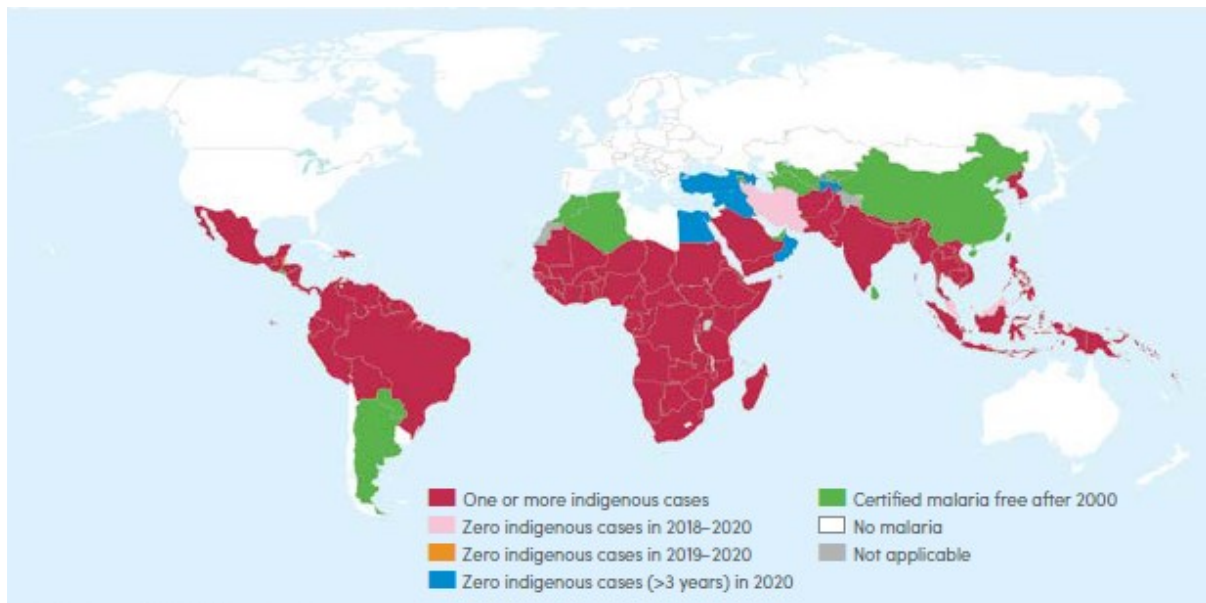 One or more indigenous cases
Zero indigenous cases in 2018–2020
Zero indigenous cases in 2019–2020
Zero indigenous cases (>3 years) in 2020
Certified malaria free after 2000
No malaria
Not applicable